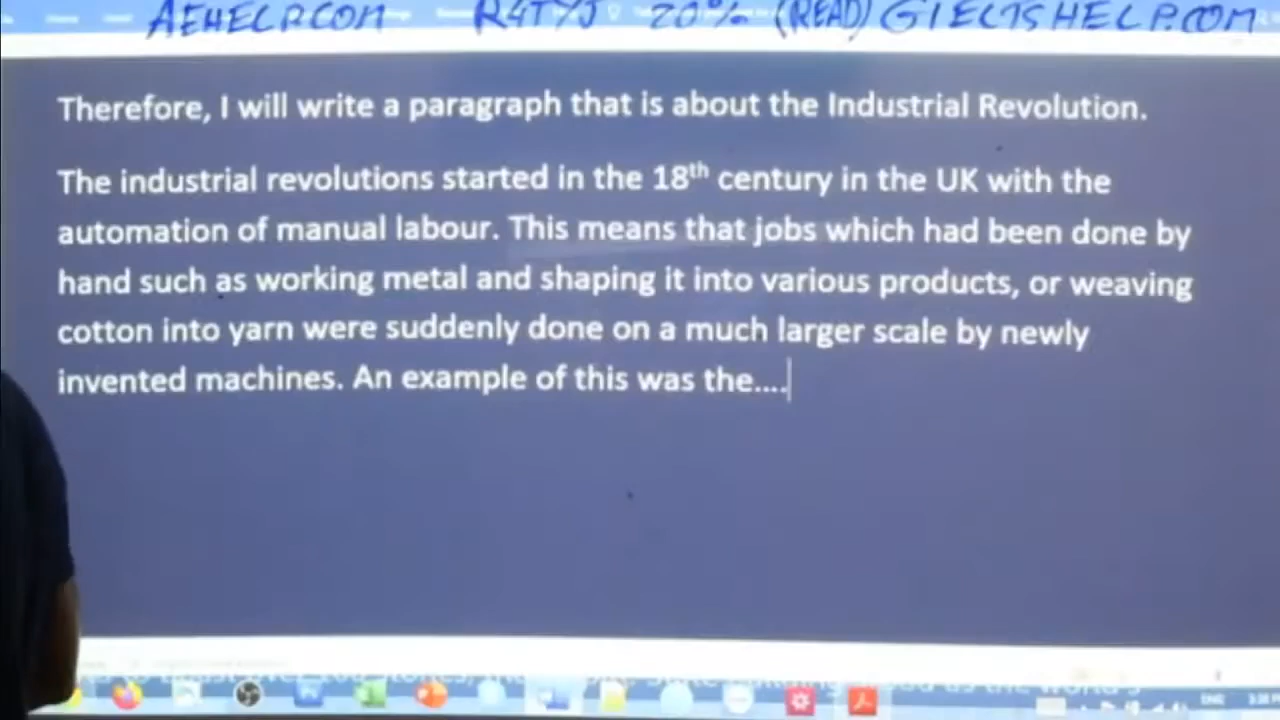 AEHELP.COM R4TYJ 20% (READ) GIELTSHELP.COM
Therefore, I will write a paragraph that is about the Industrial Revolution.
The industrial revolutions started in the 18th century in the UK with the
automation of manual labour. This means that jobs which had been done by
hand such as working metal and shaping it into various products, or weaving
cotton into yarn were suddenly done on a much larger scale by newly
invented machines. An example of this was the....
ENG